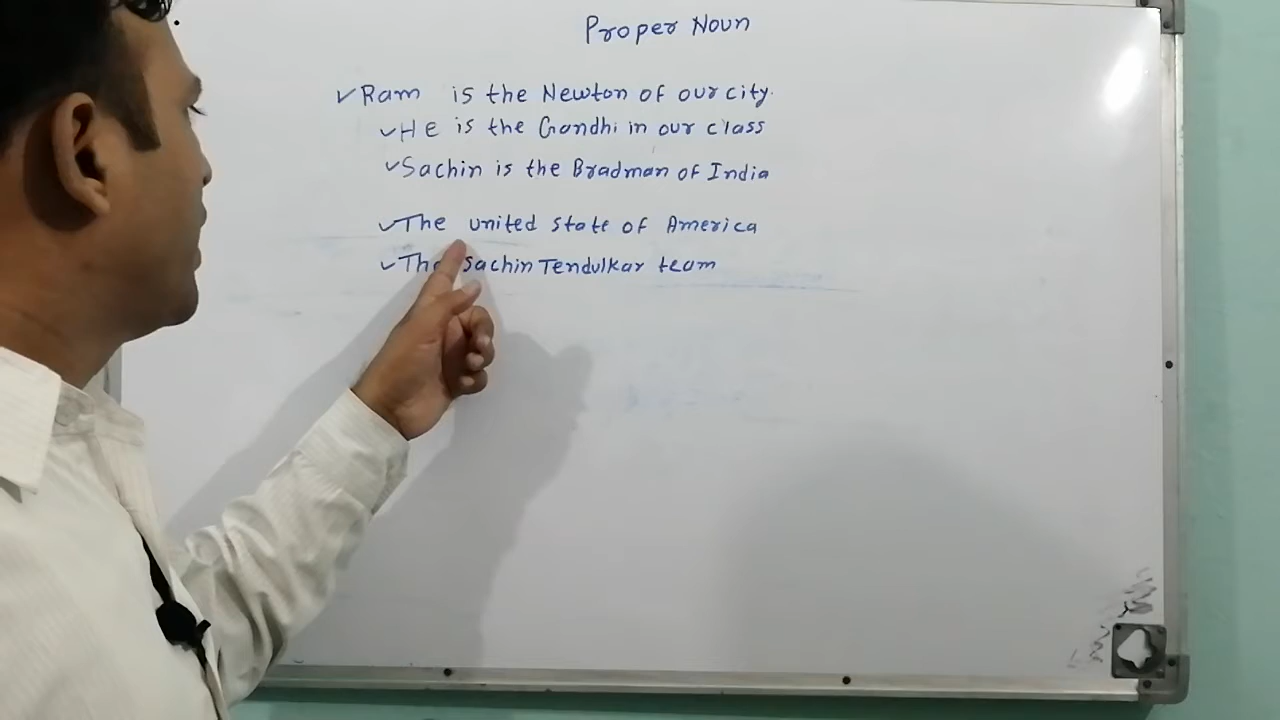 Proper Noun
✓Ram is the Newton of our city.
✓He is the Gandhi in our class
✓Sachin is the Bradman of India
✓The united state of America
✓The Sachin Tendulkar team